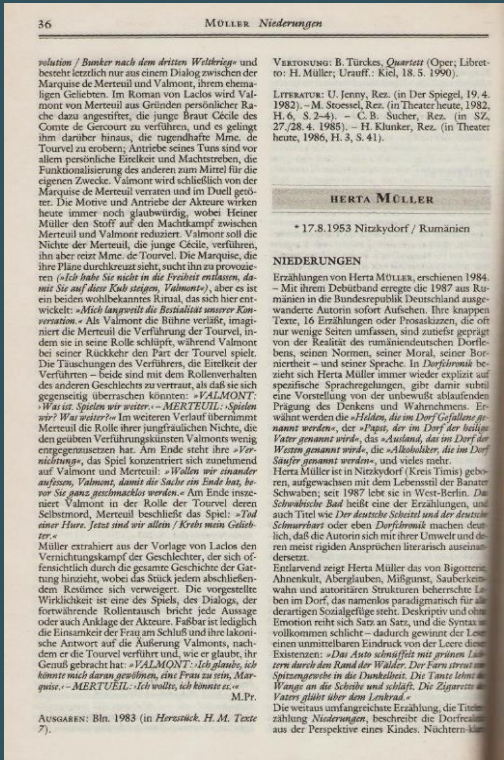 36
MÜLLER Niederungen
volution / Bunker nach dem dritten Weltkrieg« und
besteht letztlich nur aus einem Dialog zwischen der
Marquise de Merteuil und Valmont, ihrem ehema-
ligen Geliebten. Im Roman von Laclos wird Val-
mont von Merteuil aus Gründen persönlicher Ra-
che dazu angestiftet, die junge Braut Cécile des
Comte de Gercourt zu verführen, und es gelingt
ihm darüber hinaus, die tugendhafte Mme. de
Tourvel zu erobern; Antriebe seines Tuns sind vor
allem persönliche Eitelkeit und Machtstreben, die
Funktionalisierung des anderen zum Mittel für die
eigenen Zwecke. Valmont wird schließlich von der
Marquise de Merteuil verraten und im Duell getö-
tet. Die Motive und Antriebe der Akteure wirken
heute immer noch glaubwürdig, wobei Heiner
Müller den Stoff auf den Machtkampf zwischen
Merteuil und Valmont reduziert. Valmont soll die
Nichte der Merteuil, die junge Cécile, verführen,
ihn aber reizt Mme. de Tourvel. Die Marquise, die
ihre Pläne durchkreuzt sieht, sucht ihn zu provozie-
ren (»Ich habe Sie nicht in die Freiheit entlassen, da-
mit Sie auf diese Kuh steigen, Valmont«), aber es ist
ein beiden wohlbekanntes Ritual, das sich hier ent-
wickelt: »Mich langweilt die Bestialität unserer Kon-
versation.« Als Valmont die Bühne verläßt, imagi-
niert die Merteuil die Verführung der Tourvel, in-
dem sie in seine Rolle schlüpft, während Valmont
bei seiner Rückkehr den Part der Tourvel spielt.
Die Täuschungen des Verführers, die Eitelkeit der
Verführten – beide sind mit dem Rollenverhalten
des anderen Geschlechts zu vertraut, als daß sie sich
gegenseitig überraschen könnten: »VALMONT:
›Was ist. Spielen wir weiter.‹ – MERTEUIL: ›Spielen
wir? Was weiter?‹« Im weiteren Verlauf übernimmt
Merteuil die Rolle ihrer jungfräulichen Nichte, die
den geübten Verführungskünsten Valmonts wenig
entgegenzusetzen hat. Am Ende steht ihre »Ver-
nichtung«, das Spiel konzentriert sich zunehmend
auf Valmont und Merteuil: »Wollen wir einander
aufessen, Valmont, damit die Sache ein Ende hat, be-
vor Sie ganz geschmacklos werden.« Am Ende insze-
niert Valmont in der Rolle der Tourvel deren
Selbstmord, Merteuil beschließt das Spiel: »Tod
einer Hure. Jetzt sind wir allein / Krebs mein Gelieb-
ter.«
Müller extrahiert aus der Vorlage von Laclos den
Vernichtungskampf der Geschlechter, der sich of-
fensichtlich durch die gesamte Geschichte der Gat-
tung hinzieht, wobei das Stück jedem abschließen-
dem Resümee sich verweigert. Die vorgestellte
Wirklichkeit ist eine des Spiels, des Dialogs, der
fortwährende Rollentausch bricht jede Aussage
oder auch Anklage der Akteure. Faßbar ist lediglich
die Einsamkeit der Frau am Schluß und ihre lakoni-
sche Antwort auf die Äußerung Valmonts, nach-
dem er die Tourvel verführt und, wie er glaubt, ihr
Genuß gebracht hat: »VALMONT: ›Ich glaube, ich
könnte mich daran gewöhnen, eine Frau zu sein, Mar-
quise.‹ – MERTEUIL: ›Ich wollte, ich könnte es.‹«
M.Pr.
AUSGABEN: Bln. 1983 (in Herzstück. H. M. Texte
7).
VERTONUNG: B. Türckes, Quartett (Oper; Libret-
to: H. Müller; Urauff.: Kiel, 18. 5. 1990).
LITERATUR: U. Jenny, Rez. (in Der Spiegel, 19. 4.
1982). – M. Stoessel, Rez. (in Theater heute, 1982,
H. 6, S. 2–4). – C. B. Sucher, Rez. (in SZ,
27./28. 4. 1985). – H. Klunker, Rez. (in Theater
heute, 1986, H. 3, S. 41).
HERTA MÜLLER
* 17.8.1953 Nitzkydorf / Rumänien
NIEDERUNGEN
Erzählungen von Herta MÜLLER, erschienen 1984.
– Mit ihrem Debütband erregte die 1987 aus Ru-
mänien in die Bundesrepublik Deutschland ausge-
wanderte Autorin sofort Aufsehen. Ihre knappen
Texte, 16 Erzählungen oder Prosaskizzen, die oft
nur wenige Seiten umfassen, sind zutiefst geprägt
von der Realität des rumäniendeutschen Dorfle-
bens, seinen Normen, seiner Moral, seiner Bor-
niertheit – und seiner Sprache. In Dorfchronik be-
zieht sich Herta Müller immer wieder explizit auf
spezifische Sprachregelungen, gibt damit subtil
eine Vorstellung von der unbewußt ablaufenden
Prägung des Denkens und Wahrnehmens. Er-
wähnt werden die »Helden, die im Dorf Gefallene ge-
nannt werden«, der »Papst, der im Dorf der heilige
Vater genannt wird«, das »Ausland, das im Dorf der
Westen genannt wird«, die »Alkoholiker, die im Dorf
Säufer genannt werden«, und vieles mehr.
Herta Müller ist in Nitzkydorf (Kreis Timis) gebo-
ren, aufgewachsen mit dem Lebensstil der Banater
Schwaben; seit 1987 lebt sie in West-Berlin. Das
Schwäbische Bad heißt eine der Erzählungen, und
auch Titel wie Der deutsche Scheitel und der deutsche
Schnurrbart oder eben Dorfchronik machen deut-
lich, daß die Autorin sich mit ihrer Umwelt und de-
ren meist rigiden Ansprüchen literarisch auseinan-
dersetzt.
Entlarvend zeigt Herta Müller das von Bigotterie,
Ahnenkult, Aberglauben, Mißgunst, Sauberkeits-
wahn und autoritären Strukturen beherrschte Le-
ben im Dorf, das namenlos paradigmatisch für alle
derartigen Sozialgefüge steht. Deskriptiv und ohne
Emotion reiht sich Satz an Satz, und die Syntax ist
vollkommen schlicht – dadurch gewinnt der Leser
einen unmittelbaren Eindruck von der Leere dieser
Existenzen: »Das Auto schnüffelt mit grünen Lich-
tern durch den Rand der Wälder. Der Farn streut
Spitzengewebe in die Dunkelheit. Die Tante lehnt
Wange an die Scheibe und schläft. Die Zigarette
Vaters glüht über dem Lenkrad.«
Die weitaus umfangreichste Erzählung, die Titel-
zählung Niederungen, beschreibt die Dorfrealität
aus der Perspektive eines Kindes. Nüchtern